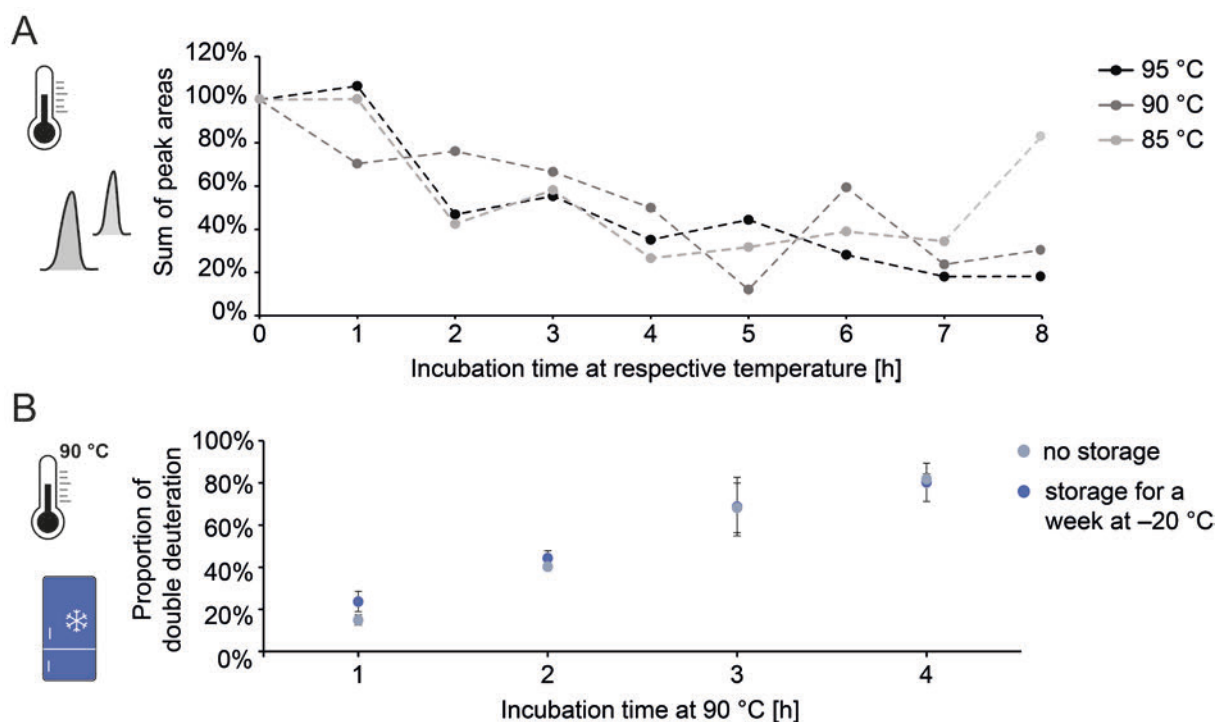 A
Sum of peak areas
120%
100%
80%
60%
40%
20%
0%
0 1 2 3 4 5 6 7 8
Incubation time at respective temperature [h]
95 °C
90 °C
85 °C
B
90 °C
Proportion of
double deuteration
100%
80%
60%
40%
20%
0%
1 2 3 4
Incubation time at 90 °C [h]
no storage
storage for a
week at –20 °C